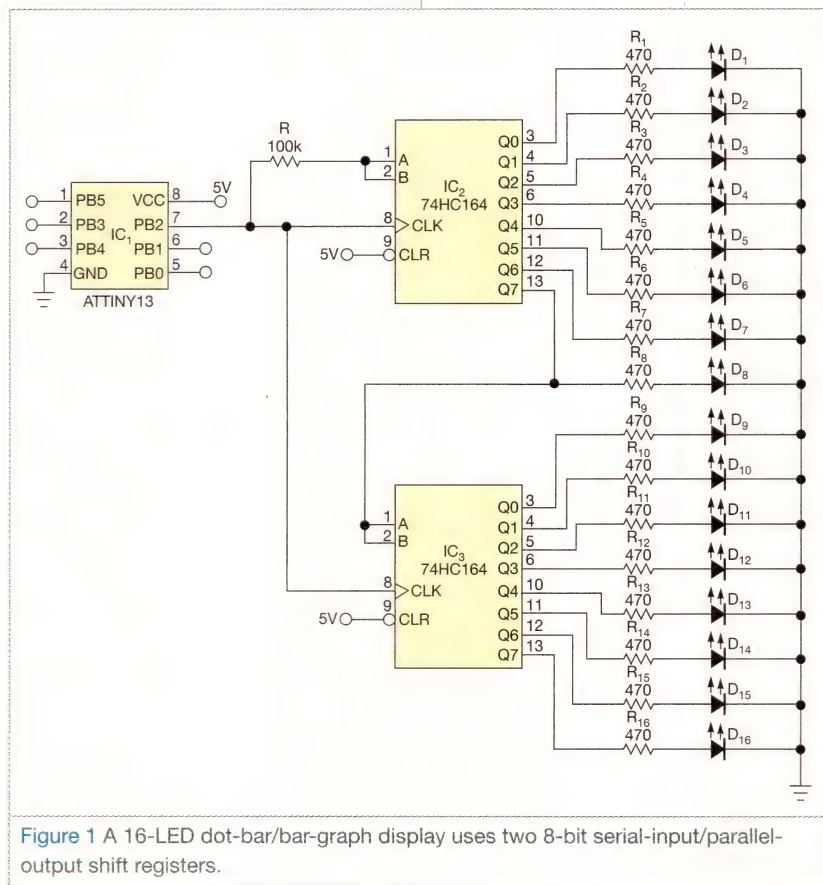 R1
470
D1
R2
470
D2
R
100k
R3
470
D3
R4
470
D4
R5
470
D5
R6
470
D6
R7
470
D7
R8
470
D8
1 A
2 B
IC2
74HC164
8 CLK
5V 9 CLR
Q0 3
Q1 4
Q2 5
Q3 6
Q4 10
Q5 11
Q6 12
Q7 13
1 PB5
2 PB3
3 PB4
4 GND
IC1
VCC 8 5V
PB2 7
PB1 6
PB0 5
ATTINY13
R9
470
D9
R10
470
D10
R11
470
D11
R12
470
D12
R13
470
D13
R14
470
D14
R15
470
D15
R16
470
D16
1 A
2 B
IC3
74HC164
8 CLK
5V 9 CLR
Q0 3
Q1 4
Q2 5
Q3 6
Q4 10
Q5 11
Q6 12
Q7 13
Figure 1 A 16-LED dot-bar/bar-graph display uses two 8-bit serial-input/parallel-
output shift registers.